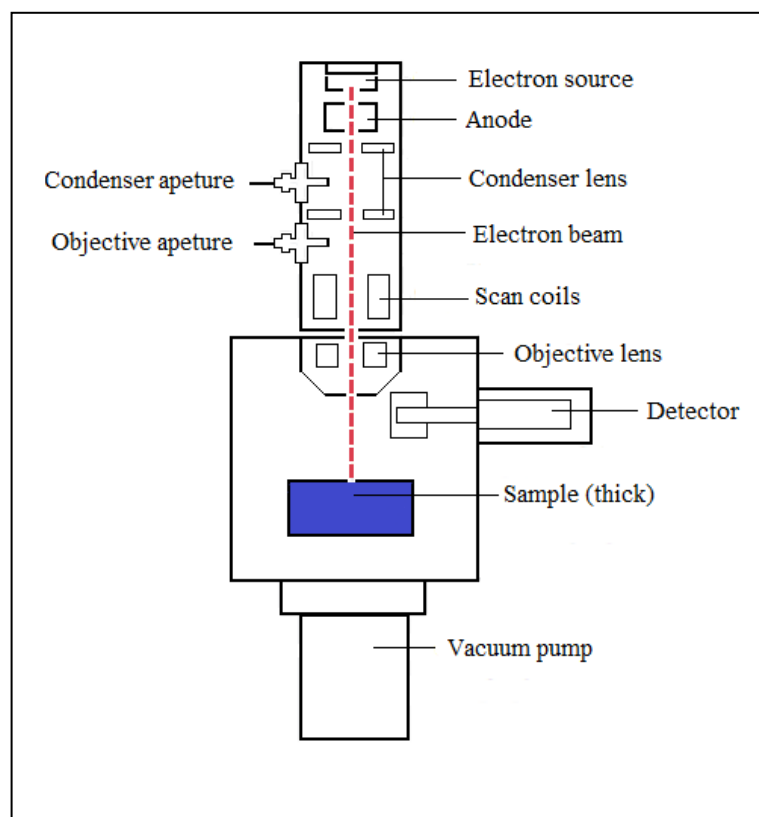 Electron source
Anode
Condenser apeture
Condenser lens
Objective apeture
Electron beam
Scan coils
Objective lens
Detector
Sample (thick)
Vacuum pump